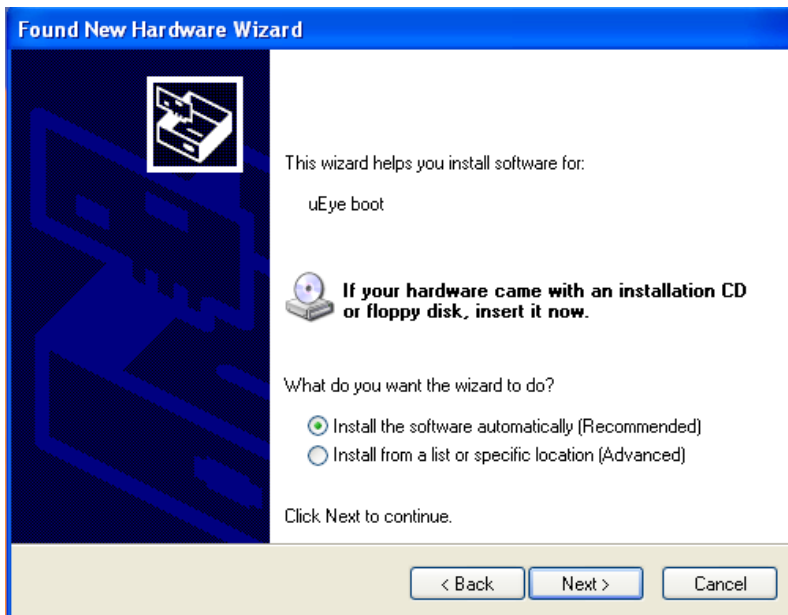 Found New Hardware Wizard
This wizard helps you install software for:
uEye boot
If your hardware came with an installation CD
or floppy disk, insert it now.
What do you want the wizard to do?
Install the software automatically (Recommended)
Install from a list or specific location (Advanced)
Click Next to continue.
< Back Next > Cancel